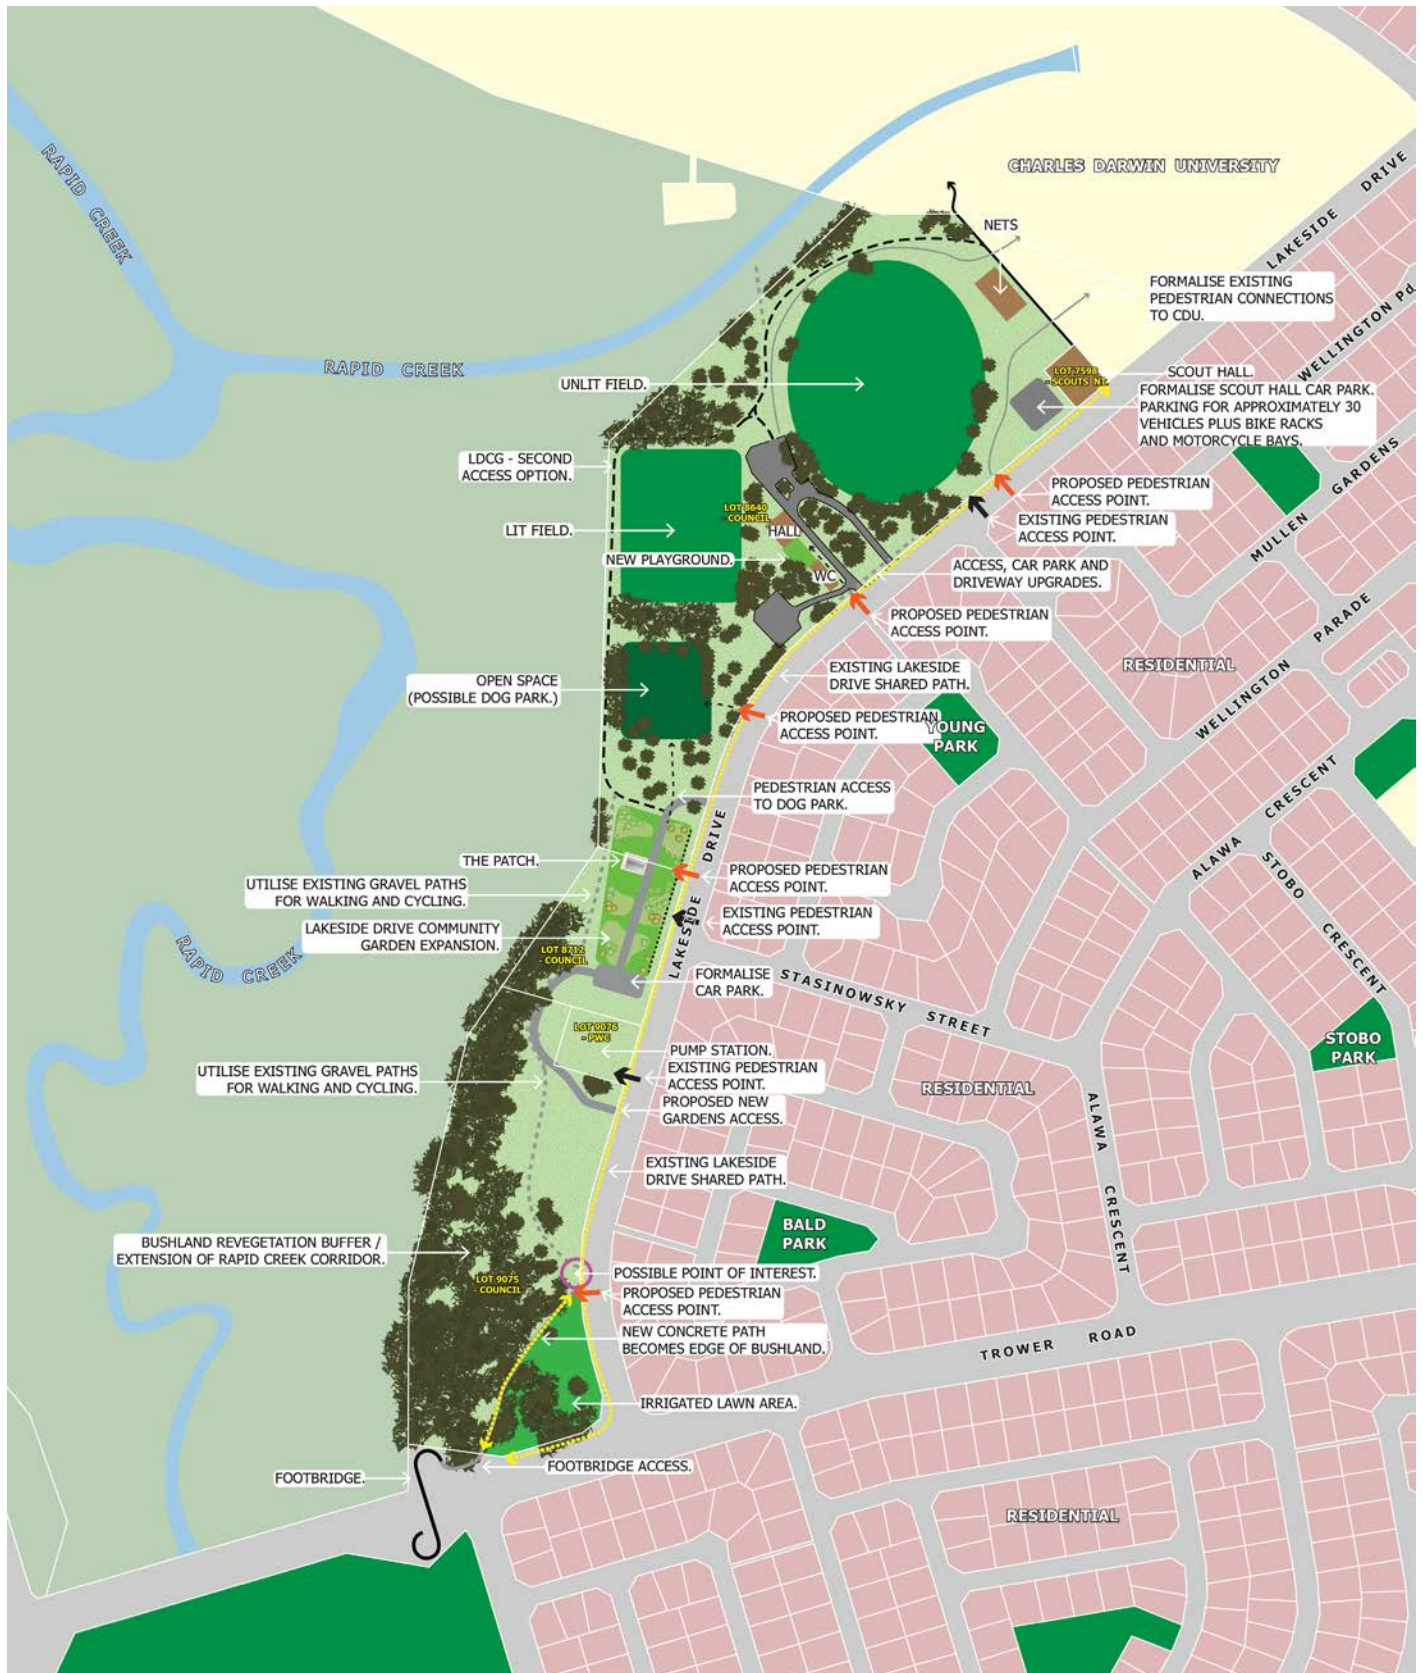 CHARLES DARWIN UNIVERSITY
RAPID CREEK
LAKESIDE DRIVE
NETS
WELLINGTON Pd.
FORMALISE EXISTING
PEDESTRIAN CONNECTIONS
TO CDU.
RAPID CREEK
UNLIT FIELD.
LOT 7598
- SCOUTS NT.
SCOUT HALL.
FORMALISE SCOUT HALL CAR PARK.
PARKING FOR APPROXIMATELY 30
VEHICLES PLUS BIKE RACKS
AND MOTORCYCLE BAYS.
LDCG - SECOND
ACCESS OPTION.
PROPOSED PEDESTRIAN
ACCESS POINT.
MULLEN GARDENS
LOT 8640
- COUNCIL
EXISTING PEDESTRIAN
ACCESS POINT.
LIT FIELD.
HALL
NEW PLAYGROUND.
WC
ACCESS, CAR PARK AND
DRIVEWAY UPGRADES.
PROPOSED PEDESTRIAN
ACCESS POINT.
WELLINGTON PARADE
RESIDENTIAL
OPEN SPACE
(POSSIBLE DOG PARK.)
EXISTING LAKESIDE
DRIVE SHARED PATH.
PROPOSED PEDESTRIAN
ACCESS POINT.
YOUNG
PARK
PEDESTRIAN ACCESS
TO DOG PARK.
ALAWA CRESCENT
STOBO CRESCENT
LAKESIDE DRIVE
THE PATCH.
PROPOSED PEDESTRIAN
ACCESS POINT.
UTILISE EXISTING GRAVEL PATHS
FOR WALKING AND CYCLING.
EXISTING PEDESTRIAN
ACCESS POINT.
LAKESIDE DRIVE COMMUNITY
GARDEN EXPANSION.
RAPID CREEK
LOT 8712
- COUNCIL
FORMALISE
CAR PARK.
STASINOWSKY STREET
LOT 9076
- PWC
STOBO
PARK
PUMP STATION.
UTILISE EXISTING GRAVEL PATHS
FOR WALKING AND CYCLING.
EXISTING PEDESTRIAN
ACCESS POINT.
RESIDENTIAL
PROPOSED NEW
GARDENS ACCESS.
ALAWA CRESCENT
EXISTING LAKESIDE
DRIVE SHARED PATH.
BALD
PARK
BUSHLAND REVEGETATION BUFFER /
EXTENSION OF RAPID CREEK CORRIDOR.
LOT 9075
- COUNCIL
POSSIBLE POINT OF INTEREST.
PROPOSED PEDESTRIAN
ACCESS POINT.
NEW CONCRETE PATH
BECOMES EDGE OF BUSHLAND.
TROWER ROAD
IRRIGATED LAWN AREA.
FOOTBRIDGE.
FOOTBRIDGE ACCESS.
RESIDENTIAL